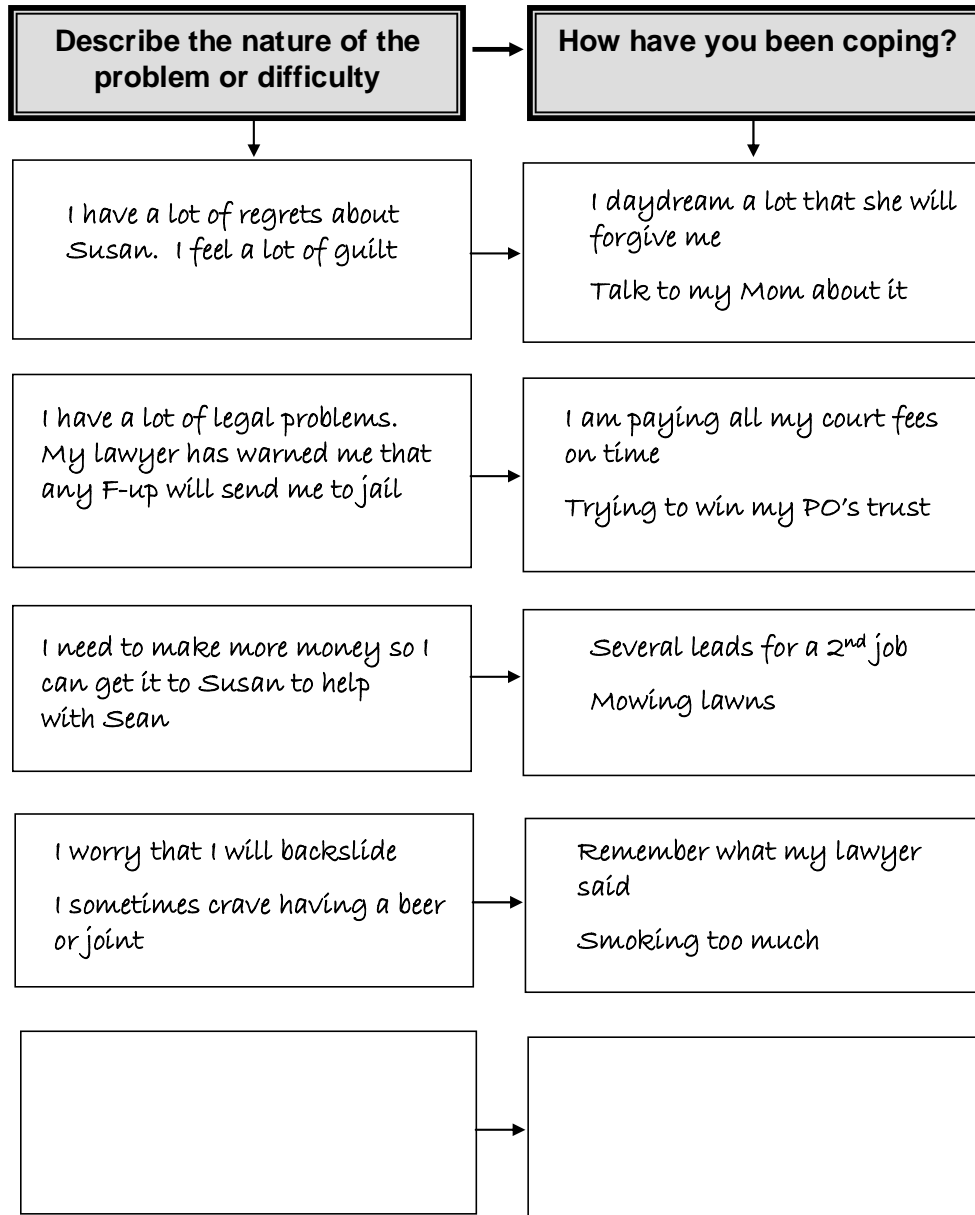 Describe the nature of the
problem or difficulty
How have you been coping?
I have a lot of regrets about
Susan. I feel a lot of guilt
I daydream a lot that she will
forgive me
Talk to my Mom about it
I have a lot of legal problems.
My lawyer has warned me that
any F-up will send me to jail
I am paying all my court fees
on time
Trying to win my PO's trust
I need to make more money so I
can get it to Susan to help
with Sean
Several leads for a 2nd job
Mowing lawns
I worry that I will backslide
I sometimes crave having a beer
or joint
Remember what my lawyer
said
Smoking too much